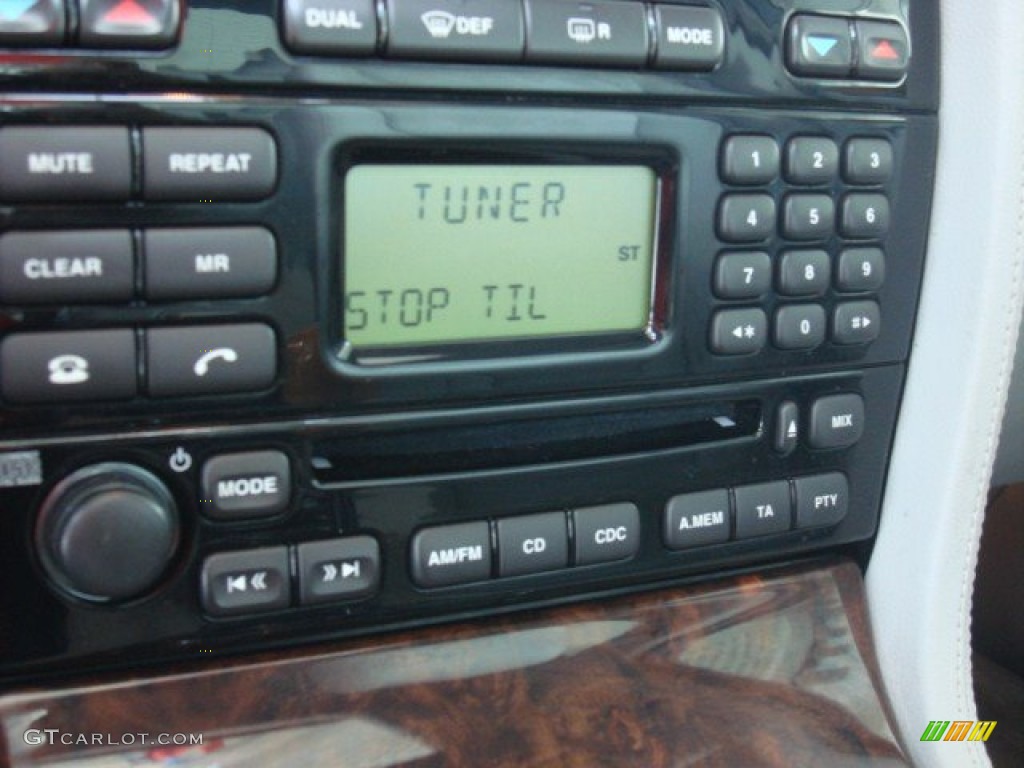 DUAL DEF R MODE
MUTE REPEAT
CLEAR MR
TUNER
ST
STOP TIL
1 2 3
4 5 6
7 8 9
* 0 #
MIX
MODE
AM/FM CD CDC A.MEM TA PTY
GTCARLOT.COM